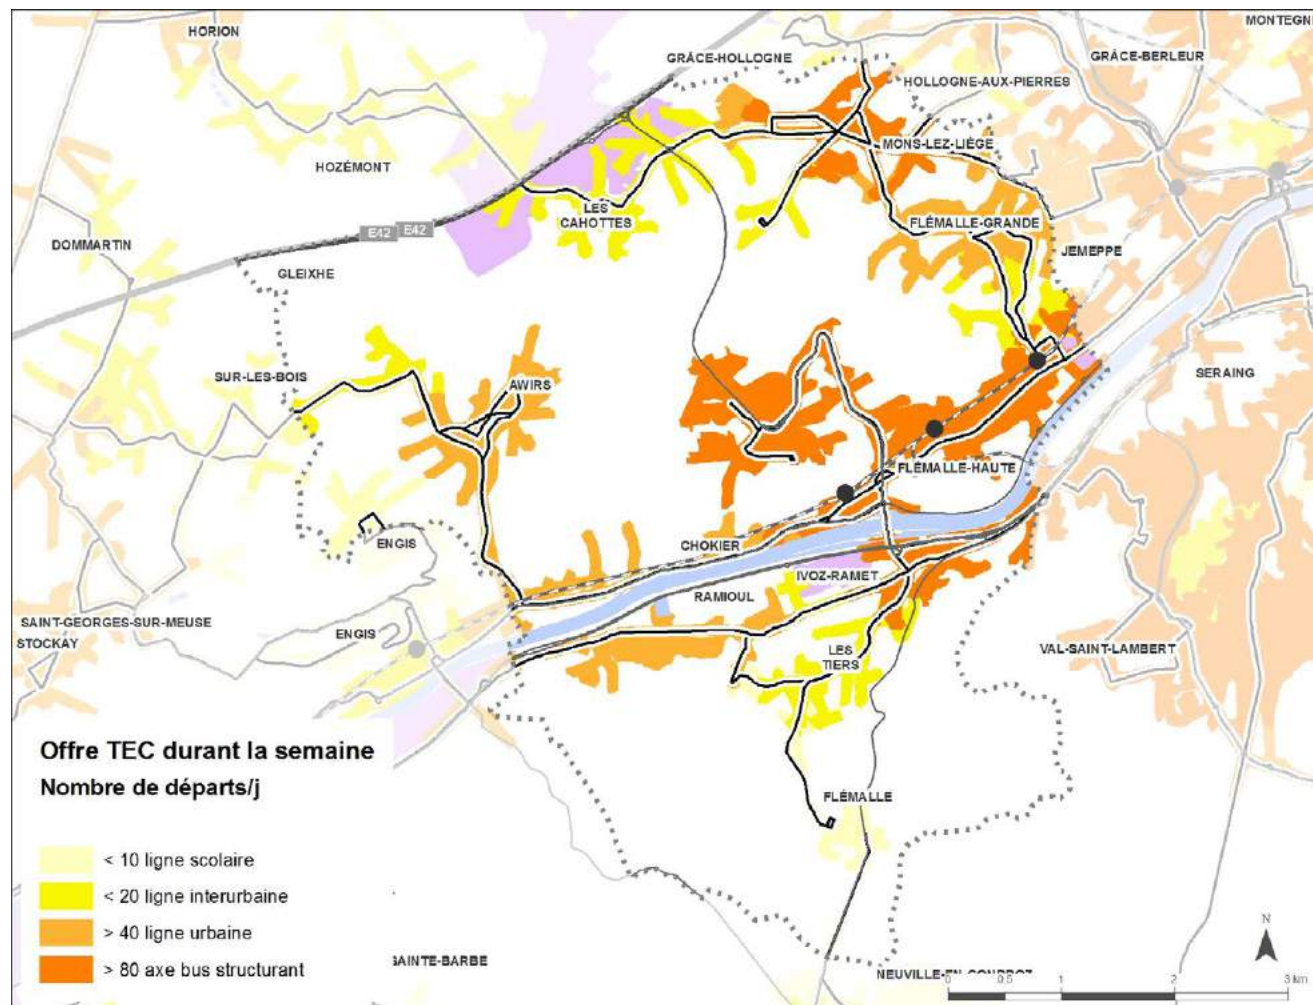 HORION
MONTEGN
GRÂCE-HOLLOGNE
GRÂCE-BERLEUR
HOLLOGNE-AUX-PIERRES
MONS-LEZ-LIÈGE
HOZÉMONT
LES
CAHOTTES
FLÉMALLE-GRANDE
E42
E42
DOMMARTIN
JEMEPPE
GLEIXHE
SUR-LES-BOIS
AWIRS
SERAING
FLÉMALLE-HAUTE
ENGIS
CHOKIER
IVOZ-RAMET
RAMIOUL
SAINT-GEORGES-SUR-MEUSE
STOCKAY
ENGIS
LES
TIERS
VAL-SAINT-LAMBERT
FLÉMALLE
Offre TEC durant la semaine
Nombre de départs/j
< 10 ligne scolaire
< 20 ligne interurbaine
> 40 ligne urbaine
> 80 axe bus structurant
SAINTE-BARBE
N
0 0,5 1 2 3 km